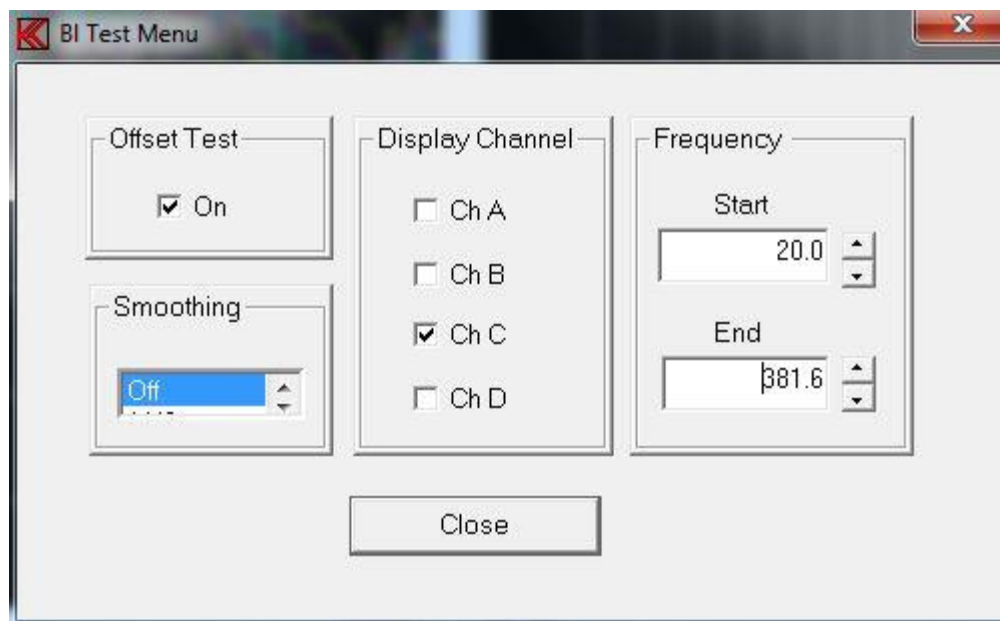 BI Test Menu
Offset Test
On
Smoothing
Off
Display Channel
Ch A
Ch B
Ch C
Ch D
Frequency
Start
20.0
End
381.6
Close